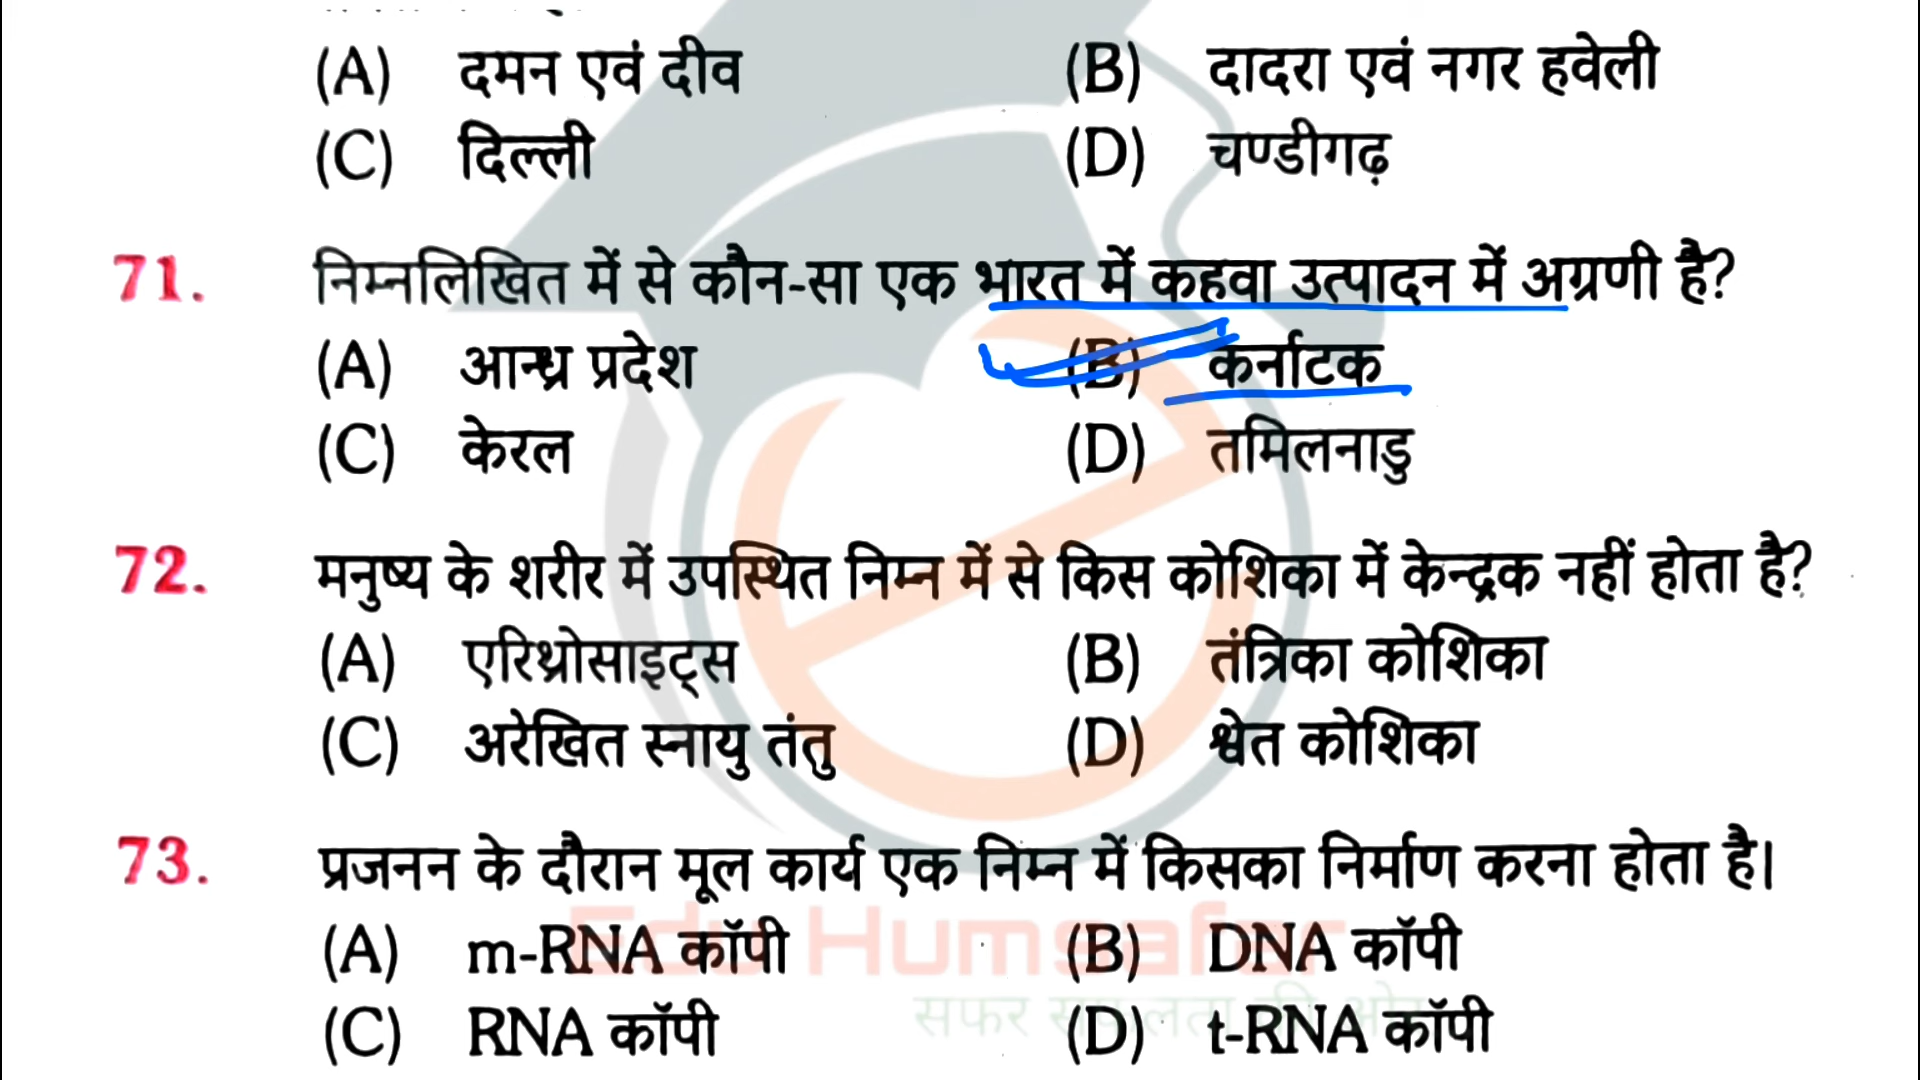 (A) दमन एवं दीव (B) दादरा एवं नगर हवेली
(C) दिल्ली (D) चण्डीगढ़
71. निम्नलिखित में से कौन-सा एक भारत में कहवा उत्पादन में अग्रणी है?
(A) आन्ध्र प्रदेश (B) कर्नाटक
(C) केरल (D) तमिलनाडु
72. मनुष्य के शरीर में उपस्थित निम्न में से किस कोशिका में केन्द्रक नहीं होता है?
(A) एरिथ्रोसाइट्स (B) तंत्रिका कोशिका
(C) अरेखित स्नायु तंतु (D) श्वेत कोशिका
73. प्रजनन के दौरान मूल कार्य एक निम्न में किसका निर्माण करना होता है।
Edu Humsafar
(A) m-RNA कॉपी (B) DNA कॉपी
(C) RNA कॉपी (D) t-RNA कॉपी